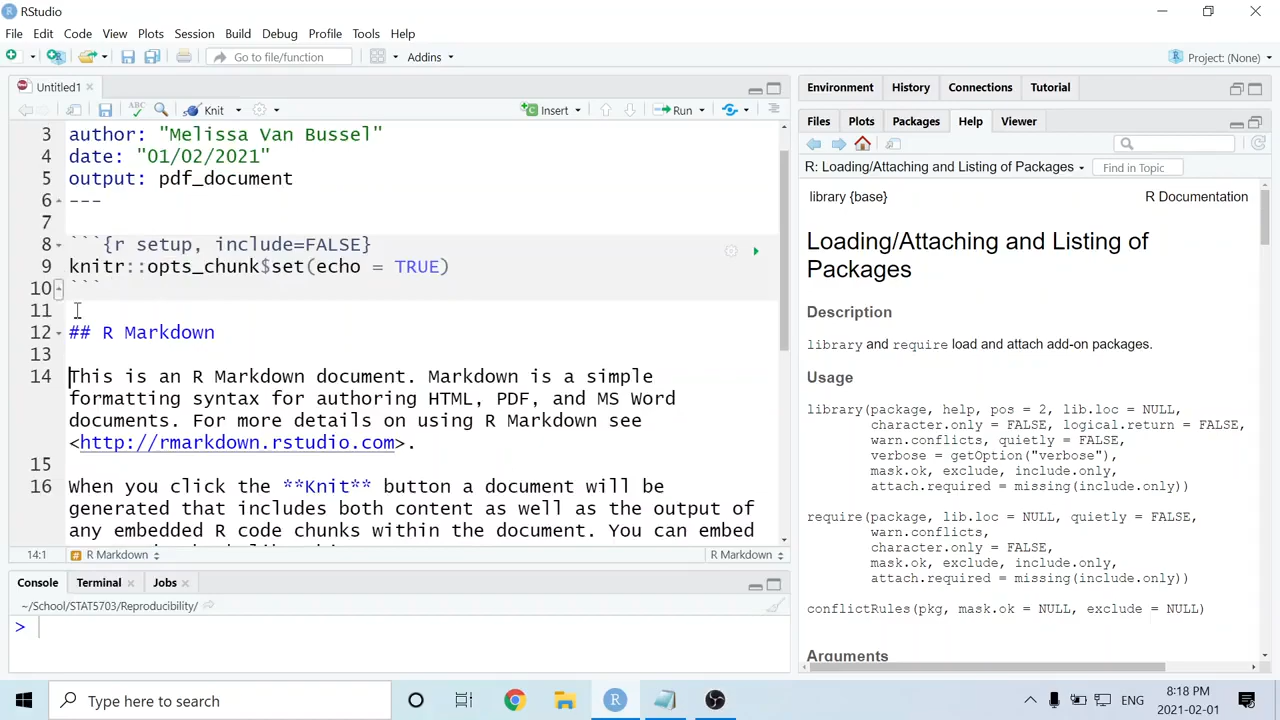 RStudio
File Edit Code View Plots Session Build Debug Profile Tools Help
Go to file/function Addins Project: (None)
Untitled1
ABC Knit Insert Run
3 author: "Melissa Van Bussel"
4 date: "01/02/2021"
5 output: pdf_document
6 ---
7
8 ```{r setup, include=FALSE}
9 knitr::opts_chunk$set(echo = TRUE)
10 ```
11
12 ## R Markdown
13
14 This is an R Markdown document. Markdown is a simple
formatting syntax for authoring HTML, PDF, and MS Word
documents. For more details on using R Markdown see
<http://rmarkdown.rstudio.com>.
15
16 When you click the **Knit** button a document will be
generated that includes both content as well as the output of
any embedded R code chunks within the document. You can embed
14:1 R Markdown R Markdown
Console Terminal Jobs
~/School/STAT5703/Reproducibility/
>
Environment History Connections Tutorial
Files Plots Packages Help Viewer
R: Loading/Attaching and Listing of Packages Find in Topic
library {base} R Documentation
Loading/Attaching and Listing of
Packages
Description
library and require load and attach add-on packages.
Usage
library(package, help, pos = 2, lib.loc = NULL,
character.only = FALSE, logical.return = FALSE,
warn.conflicts, quietly = FALSE,
verbose = getOption("verbose"),
mask.ok, exclude, include.only,
attach.required = missing(include.only))
require(package, lib.loc = NULL, quietly = FALSE,
warn.conflicts,
character.only = FALSE,
mask.ok, exclude, include.only,
attach.required = missing(include.only))
conflictRules(pkg, mask.ok = NULL, exclude = NULL)
Arguments
Type here to search
ENG
8:18 PM
2021-02-01